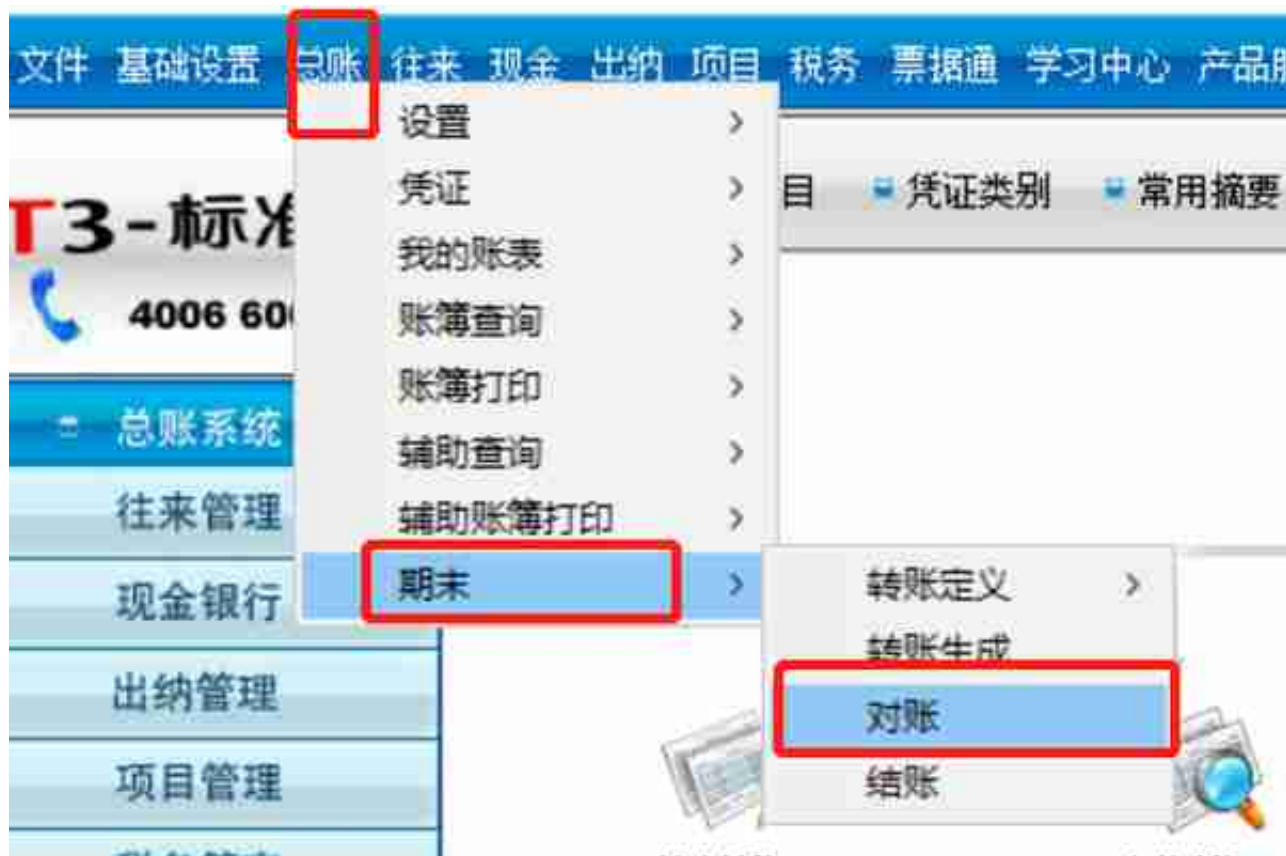 文件 基础设置 总账 往来 现金 出纳 项目 税务 票据通 学习中心 产品
设置
凭证
目 凭证类别 常用摘要
T3-标准
我的账表
4006 60
账簿查询
账簿打印
总账系统
辅助查询
往来管理
辅助账簿打印
期末
转账定义
现金银行
转账生成
出纳管理
对账
项目管理
结账